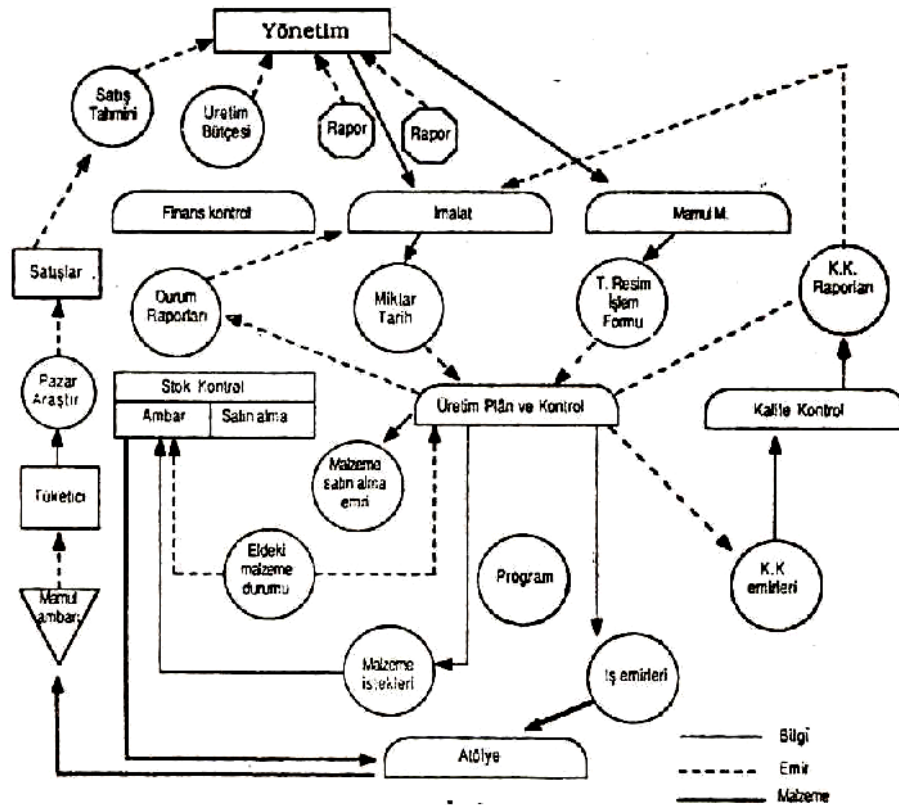 Yönetim
Satış
Tahmini
Üretim
Bütçesi
Rapor
Rapor
Finans kontrol
Imalat
Mamul M.
Satışlar
Durum
Raporları
Miktar
Tarih
T. Resim
İşlem
Formu
K.K.
Raporları
Pazar
Araştır.
Stok Kontrol
Ambar
Satın alma
Üretim Plân ve Kontrol
Kalite Kontrol
Malzeme
satın alma
emri
Tüketici
Eldeki
malzeme
durumu
Program
K.K
emirleri
Mamul
ambarı
Malzeme
istekleri
İş emirleri
Atölye
Bilgi
Emir
Malzeme